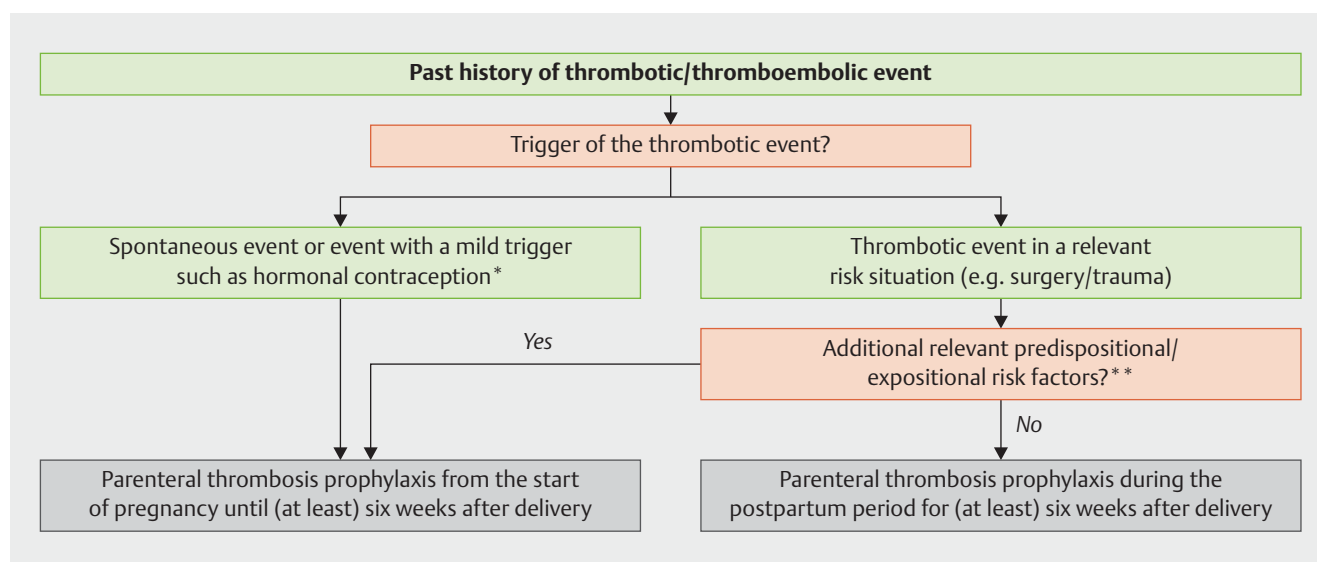 Past history of thrombotic/thromboembolic event
Trigger of the thrombotic event?
Spontaneous event or event with a mild trigger
such as hormonal contraception*
Thrombotic event in a relevant
risk situation (e.g. surgery/trauma)
Yes
Additional relevant predispositional/
expositional risk factors?**
No
Parenteral thrombosis prophylaxis from the start
of pregnancy until (at least) six weeks after delivery
Parenteral thrombosis prophylaxis during the
postpartum period for (at least) six weeks after delivery